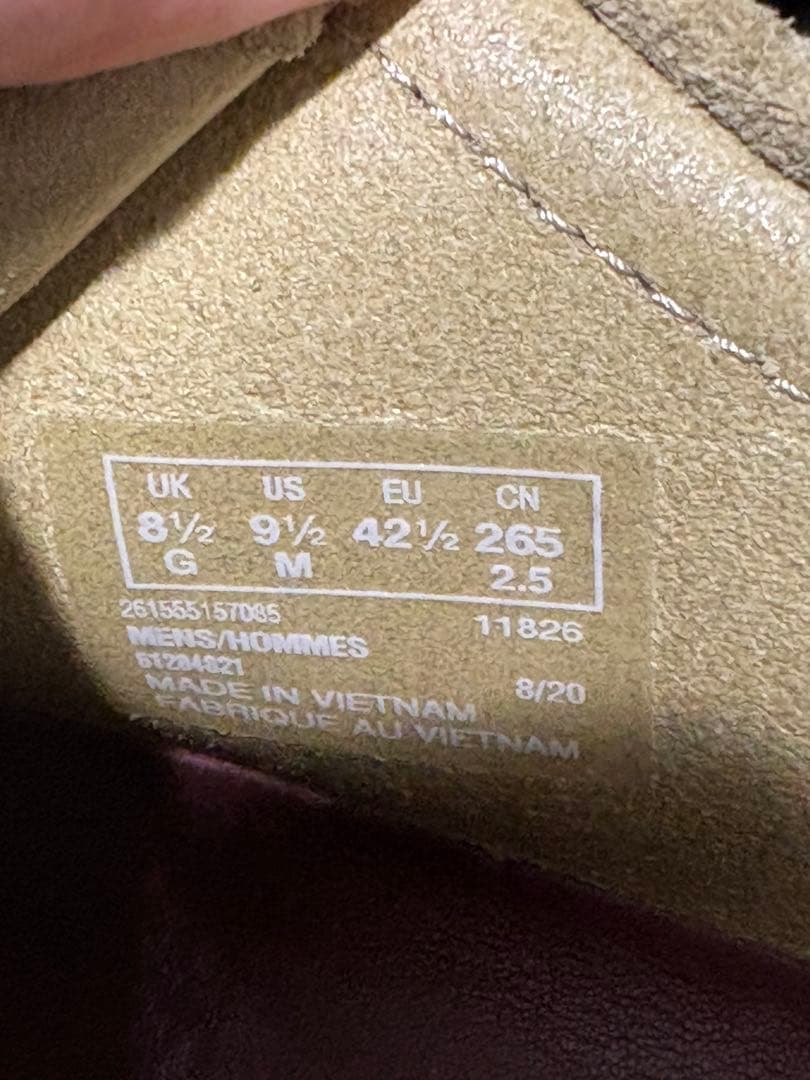 UK US EU CN
8½ 9½ 42½ 265
G M 2.5
261555157085
11826
MENS/HOMMES
8/20
MADE IN VIETNAM
FABRIQUE AU VIETNAM